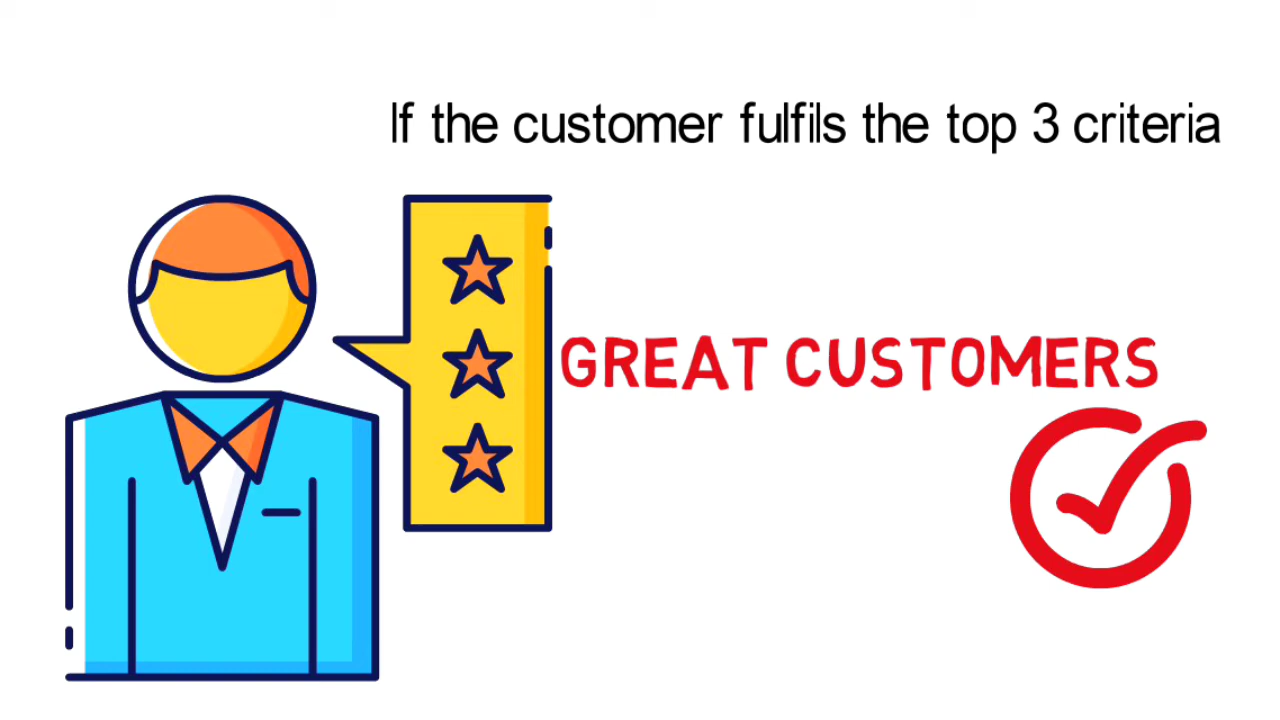 If the customer fulfils the top 3 criteria
GREAT CUSTOMERS